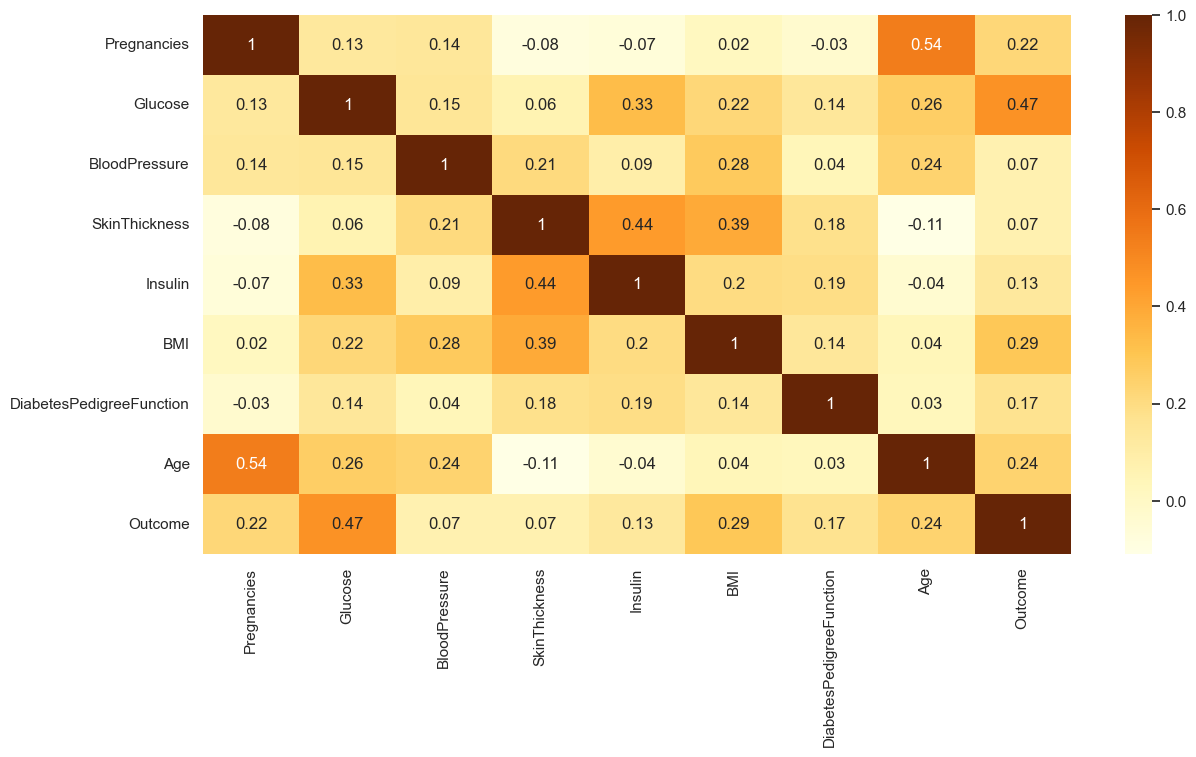 Pregnancies 1 0.13 0.14 -0.08 -0.07 0.02 -0.03 0.54 0.22
Glucose 0.13 1 0.15 0.06 0.33 0.22 0.14 0.26 0.47
BloodPressure 0.14 0.15 1 0.21 0.09 0.28 0.04 0.24 0.07
SkinThickness -0.08 0.06 0.21 1 0.44 0.39 0.18 -0.11 0.07
Insulin -0.07 0.33 0.09 0.44 1 0.2 0.19 -0.04 0.13
BMI 0.02 0.22 0.28 0.39 0.2 1 0.14 0.04 0.29
DiabetesPedigreeFunction -0.03 0.14 0.04 0.18 0.19 0.14 1 0.03 0.17
Age 0.54 0.26 0.24 -0.11 -0.04 0.04 0.03 1 0.24
Outcome 0.22 0.47 0.07 0.07 0.13 0.29 0.17 0.24 1
Pregnancies
Glucose
BloodPressure
SkinThickness
Insulin
BMI
DiabetesPedigreeFunction
Age
Outcome
1.0
0.8
0.6
0.4
0.2
0.0